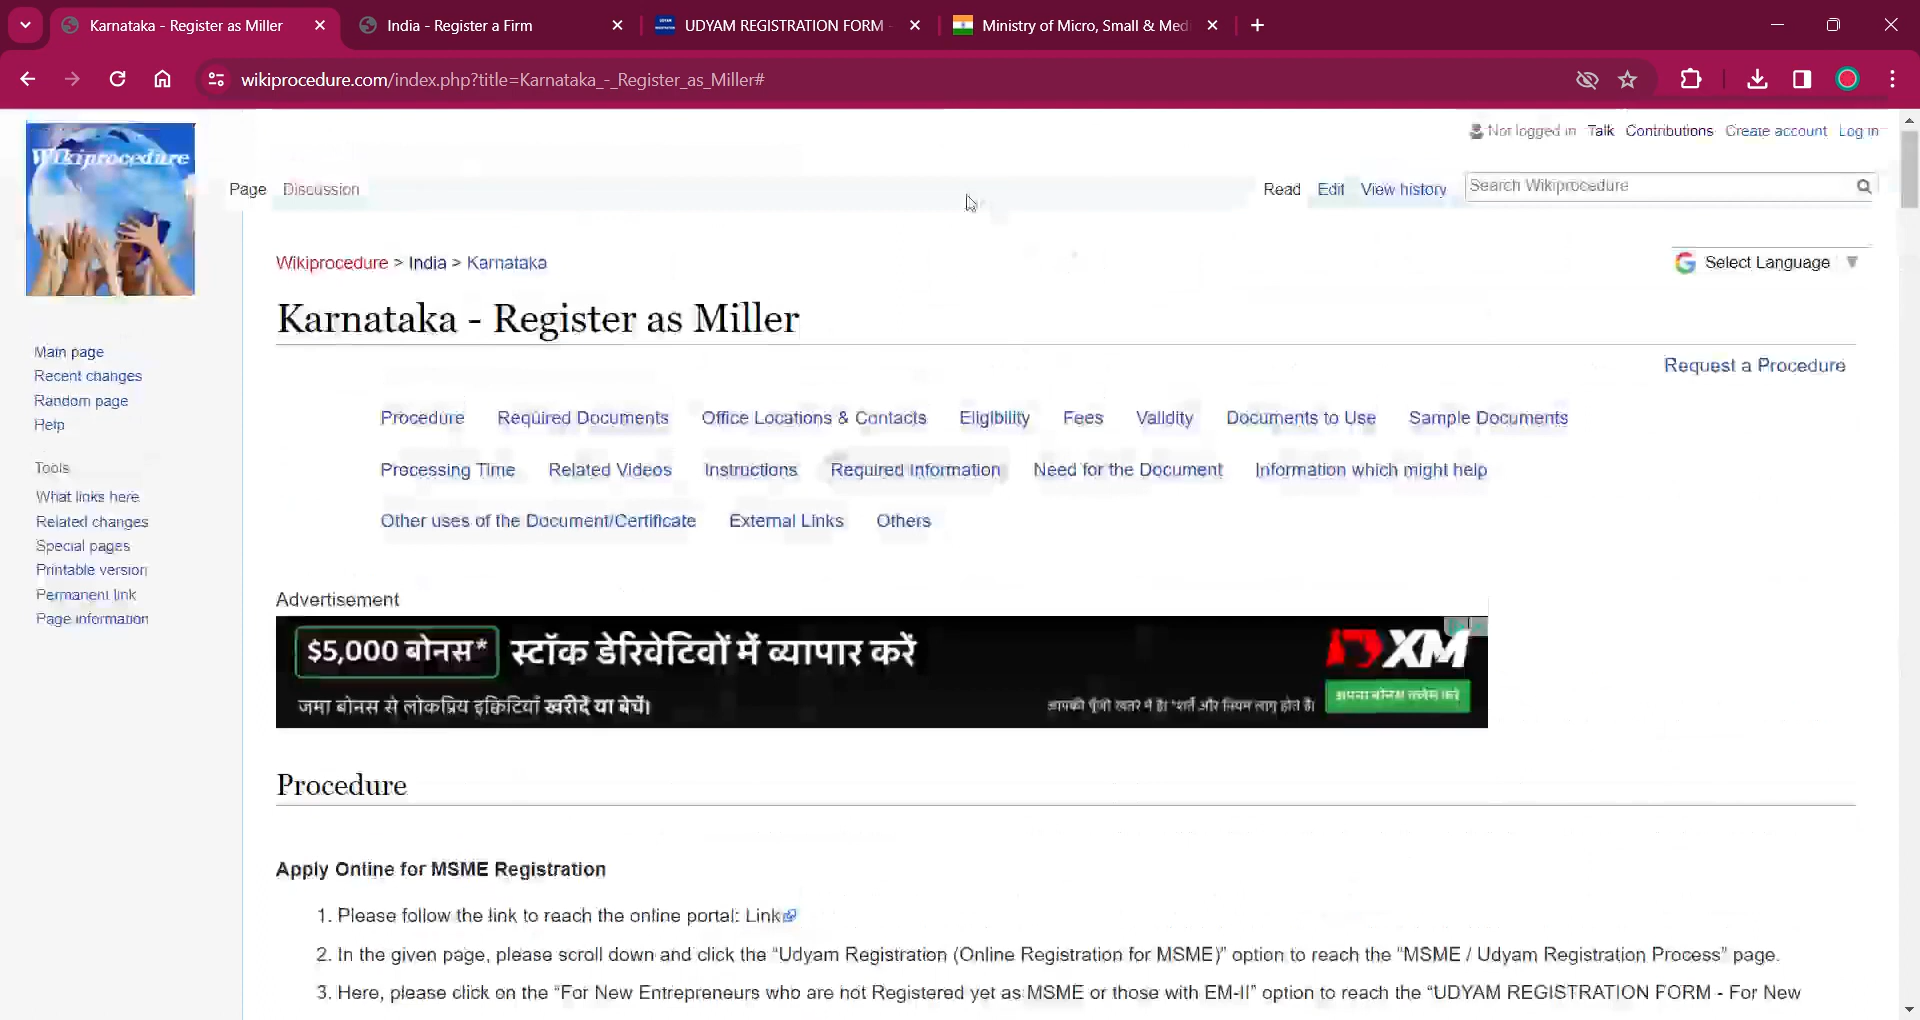 Karnataka - Register as Miller
India - Register a Firm
UDYAM REGISTRATION FORM -
Ministry of Micro, Small & Medi
wikiprocedure.com/index.php?title=Karnataka_-_Register_as_Miller#
Not logged in Talk Contributions Create account Log in
Wikiprocedure
Page Discussion Read Edit View history Search Wikiprocedure
Wikiprocedure > India > Karnataka
Select Language
Karnataka - Register as Miller
Request a Procedure
Main page
Recent changes
Random page
Help
Tools
What links here
Related changes
Special pages
Printable version
Permanent link
Page information
Procedure Required Documents Office Locations & Contacts Eligibility Fees Validity Documents to Use Sample Documents
Processing Time Related Videos Instructions Required Information Need for the Document Information which might help
Other uses of the Document/Certificate External Links Others
Advertisement
$5,000 बोनस* स्टॉक डेरिवेटिवों में व्यापार करें
XM
जमा बोनस से लोकप्रिय इक्विटियाँ खरीदें या बेचें।
आपकी पूँजी खतरे में है। *शर्तें और नियम लागू होते हैं।
अपना बोनस क्लेम करें
Procedure
Apply Online for MSME Registration
1. Please follow the link to reach the online portal: Link
2. In the given page, please scroll down and click the “Udyam Registration (Online Registration for MSME)” option to reach the “MSME / Udyam Registration Process” page.
3. Here, please click on the “For New Entrepreneurs who are not Registered yet as MSME or those with EM-II” option to reach the “UDYAM REGISTRATION FORM - For New